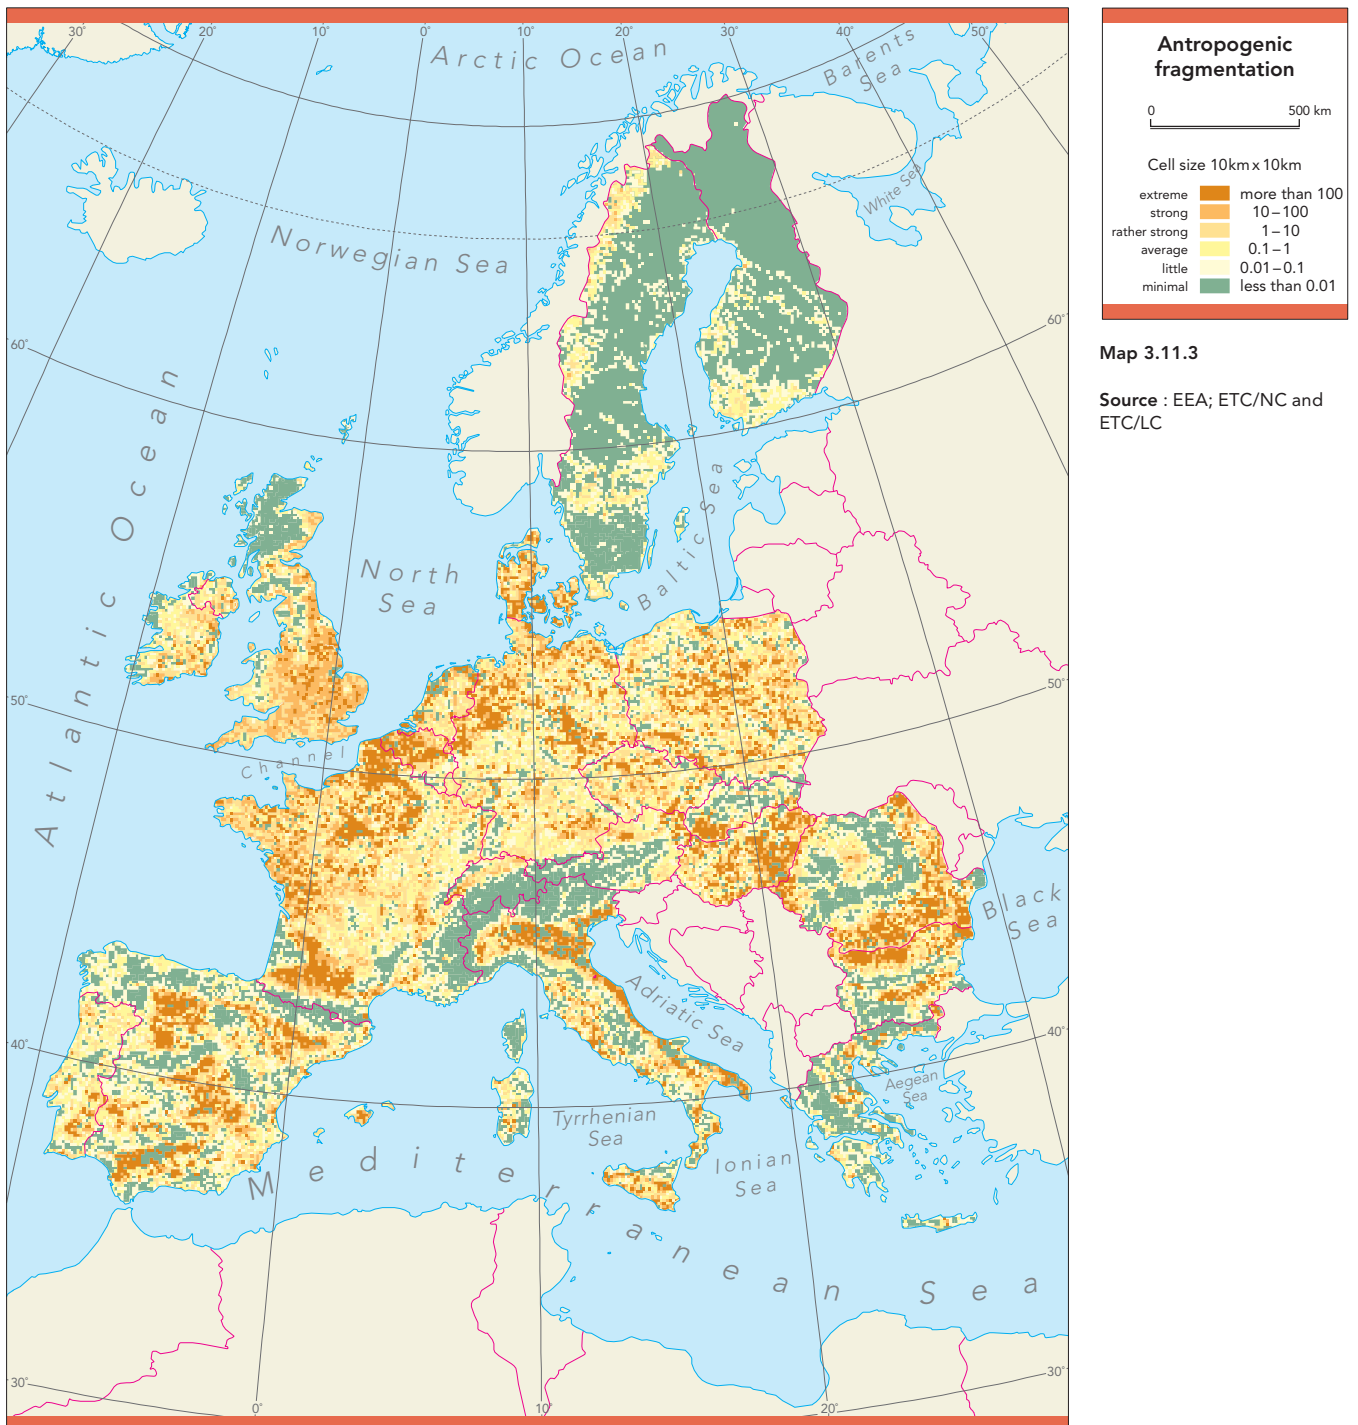 30°
20°
10°
0°
10°
20°
30°
40°
50°
Arctic Ocean
Barents
Sea
White Sea
Norwegian Sea
60°
60°
Atlantic Ocean
North
Sea
Baltic Sea
50°
50°
Channel
Black
Sea
Adriatic Sea
40°
40°
Aegean
Sea
Tyrrhenian
Sea
Ionian
Sea
Mediterranean Sea
30°
30°
0°
10°
20°
Antropogenic
fragmentation
0 500 km
Cell size 10km x 10km
extreme more than 100
strong 10–100
rather strong 1–10
average 0.1–1
little 0.01–0.1
minimal less than 0.01
Map 3.11.3
Source : EEA; ETC/NC and
ETC/LC